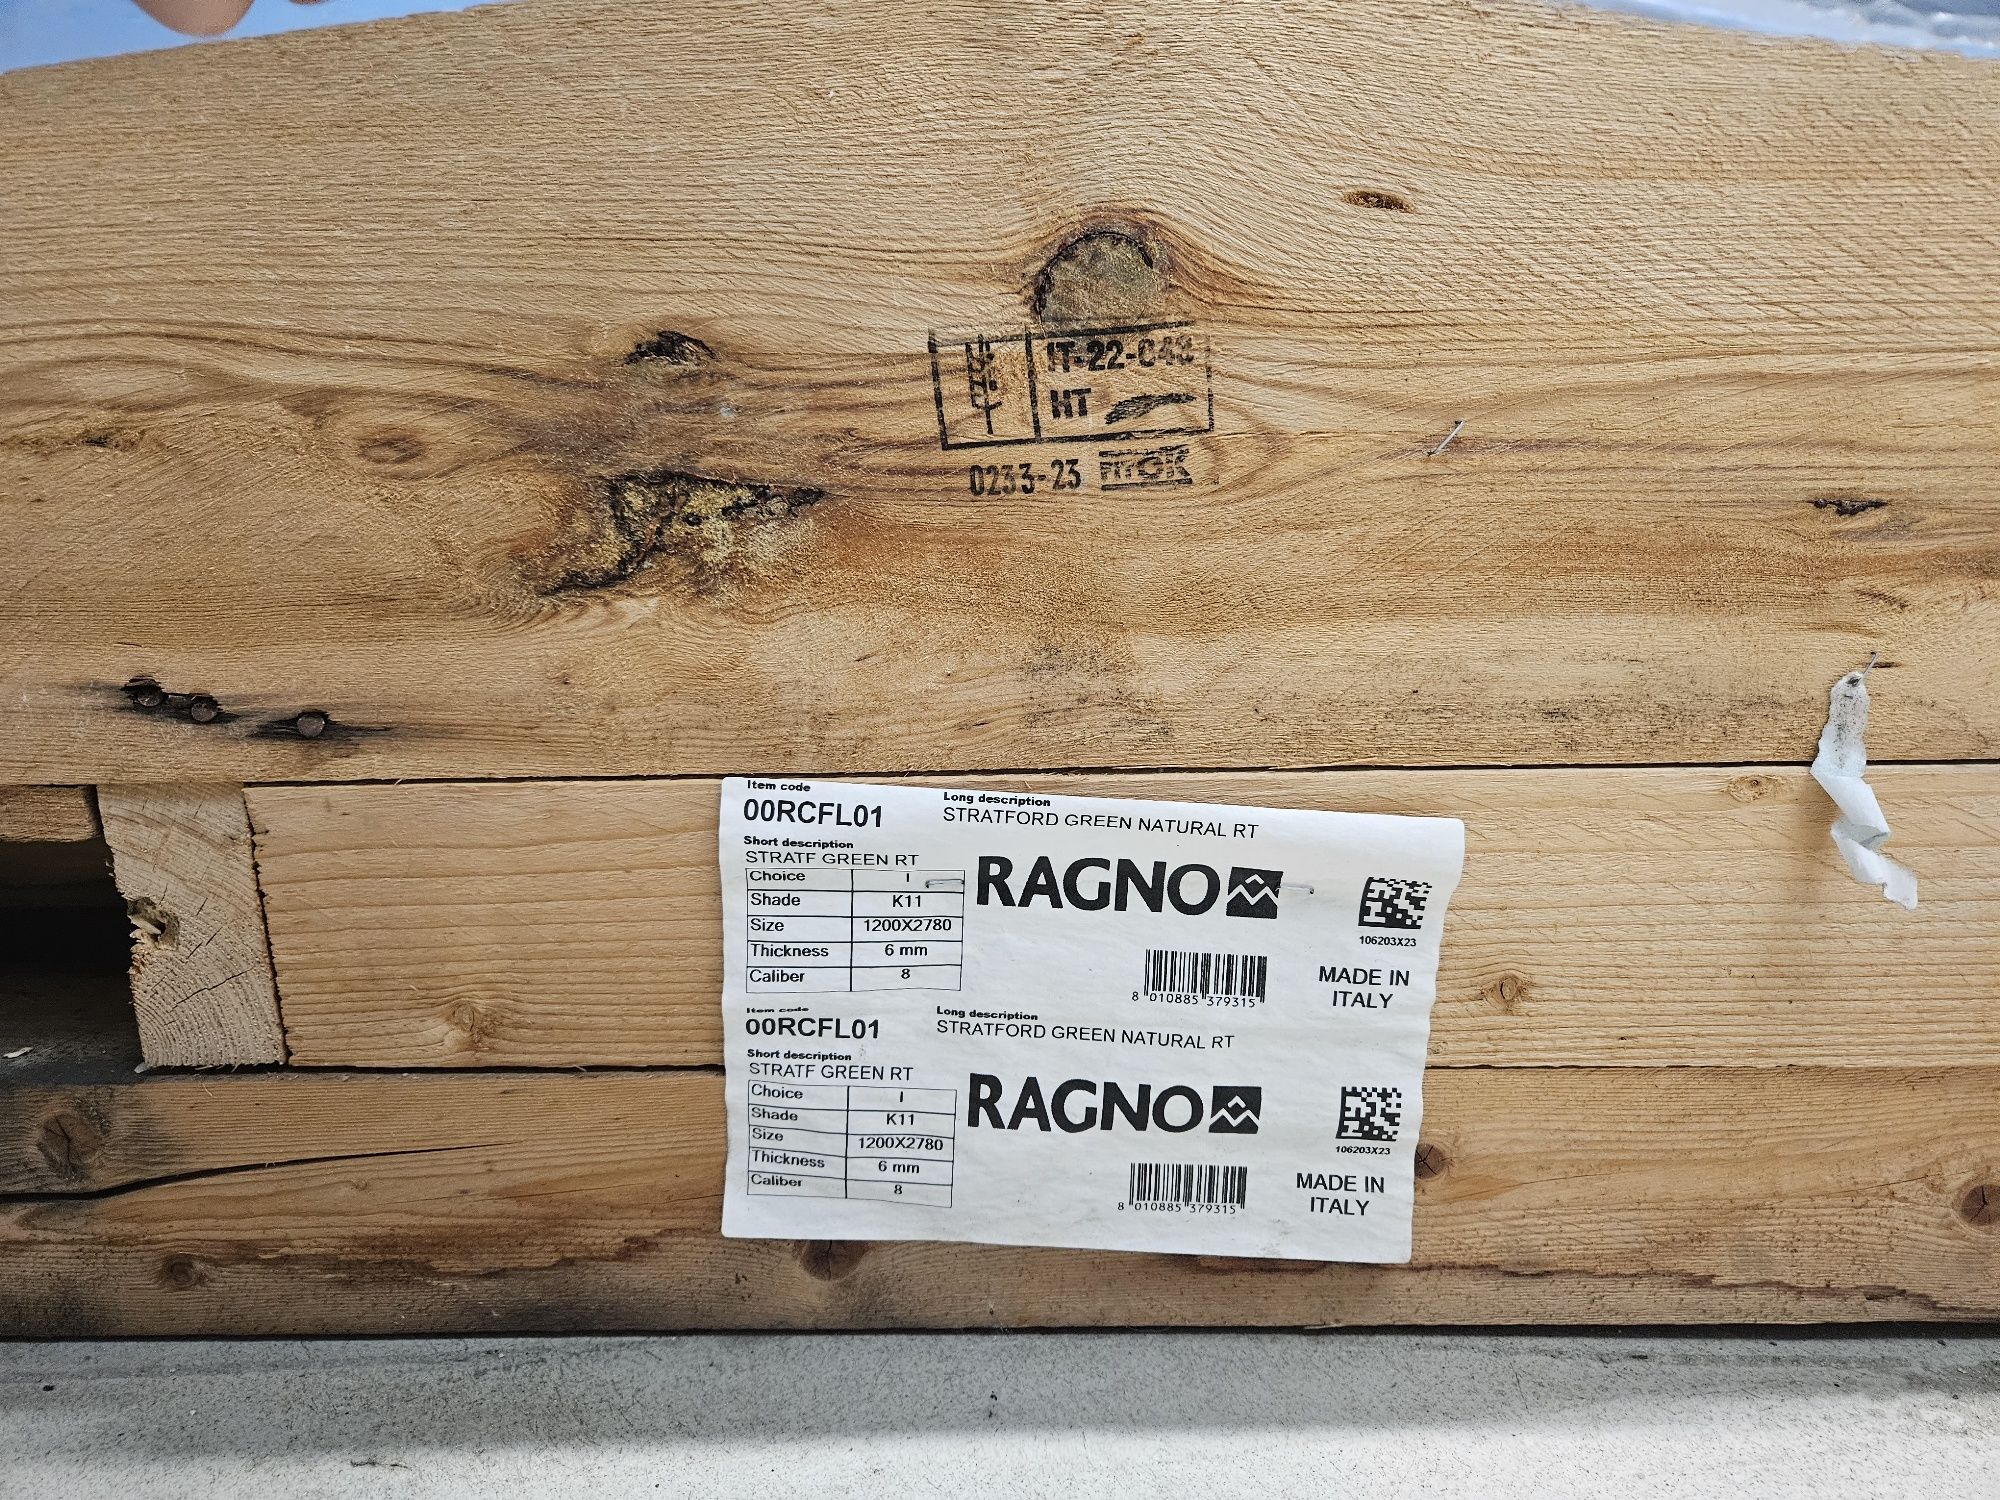 IT-22-048
HT
0233-23 FITOK
Item code
00RCFL01
Long description
STRATFORD GREEN NATURAL RT
Short description
STRATF GREEN RT
Choice I
Shade K11
Size 1200X2780
Thickness 6 mm
Caliber 8
RAGNO
8 010885 379315
106203X23
MADE IN
ITALY
Item code
00RCFL01
Long description
STRATFORD GREEN NATURAL RT
Short description
STRATF GREEN RT
Choice I
Shade K11
Size 1200X2780
Thickness 6 mm
Caliber 8
RAGNO
8 010885 379315
106203X23
MADE IN
ITALY